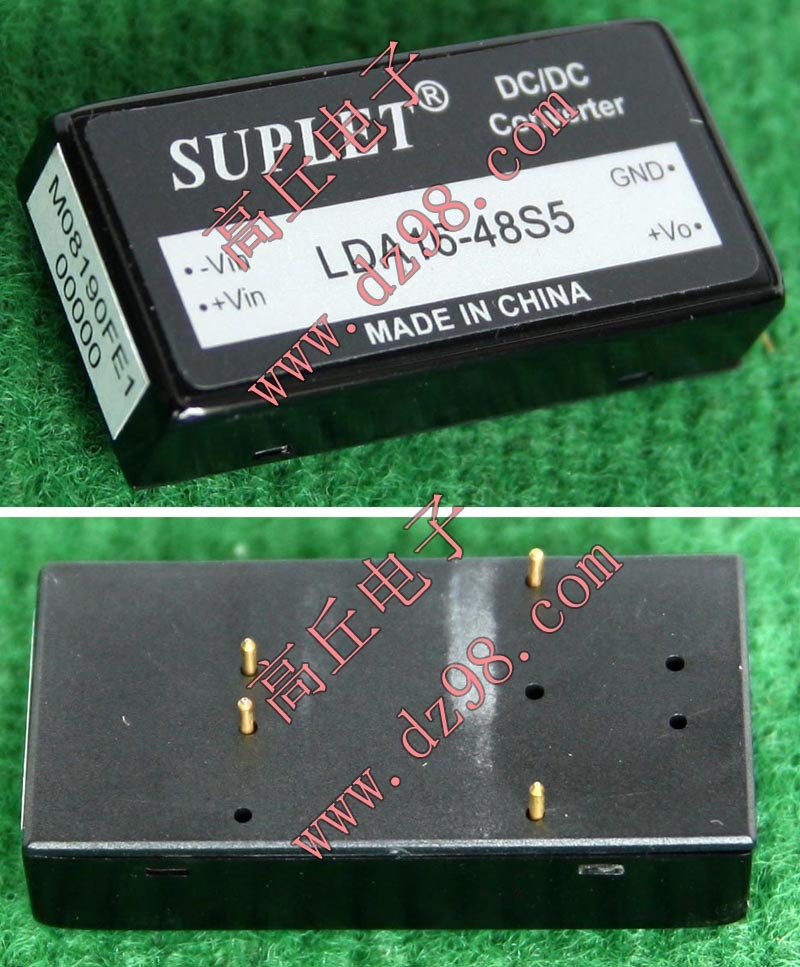 SUPLET®
DC/DC
Converter
-Vin
+Vin
GND
+Vo
MADE IN CHINA
M08190FE1
00000
高丘电子
www.dz98.com
高丘电子
www.dz98.com